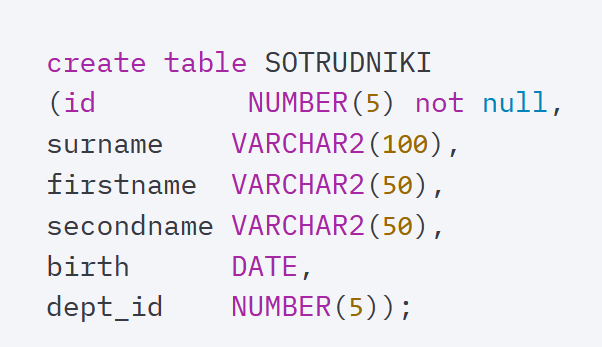 create table SOTRUDNIKI
(id         NUMBER(5) not null,
surname    VARCHAR2(100),
firstname  VARCHAR2(50),
secondname VARCHAR2(50),
birth      DATE,
dept_id    NUMBER(5));